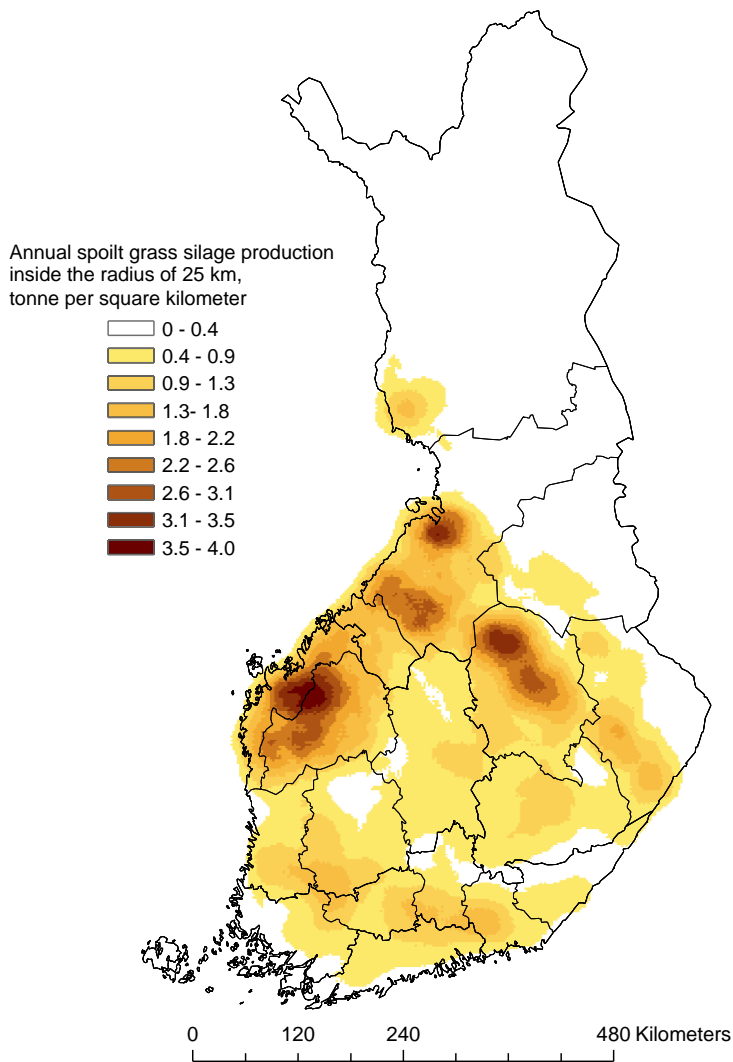 Annual spoilt grass silage production
inside the radius of 25 km,
tonne per square kilometer
0 - 0.4
0.4 - 0.9
0.9 - 1.3
1.3- 1.8
1.8 - 2.2
2.2 - 2.6
2.6 - 3.1
3.1 - 3.5
3.5 - 4.0
0 120 240 480 Kilometers